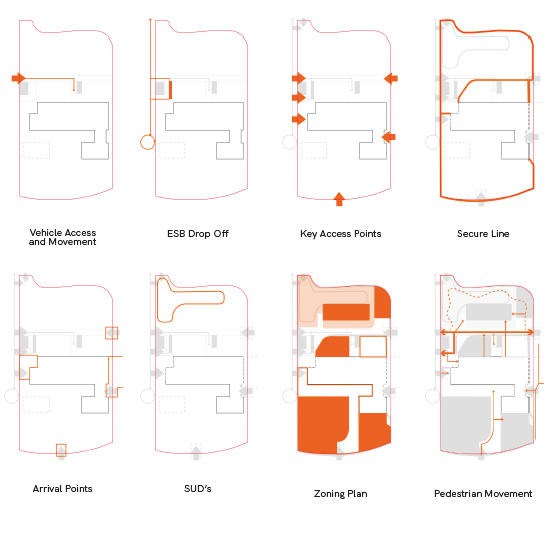 Vehicle Access
and Movement
ESB Drop Off
Key Access Points
Secure Line
Arrival Points
SUD's
Zoning Plan
Pedestrian Movement